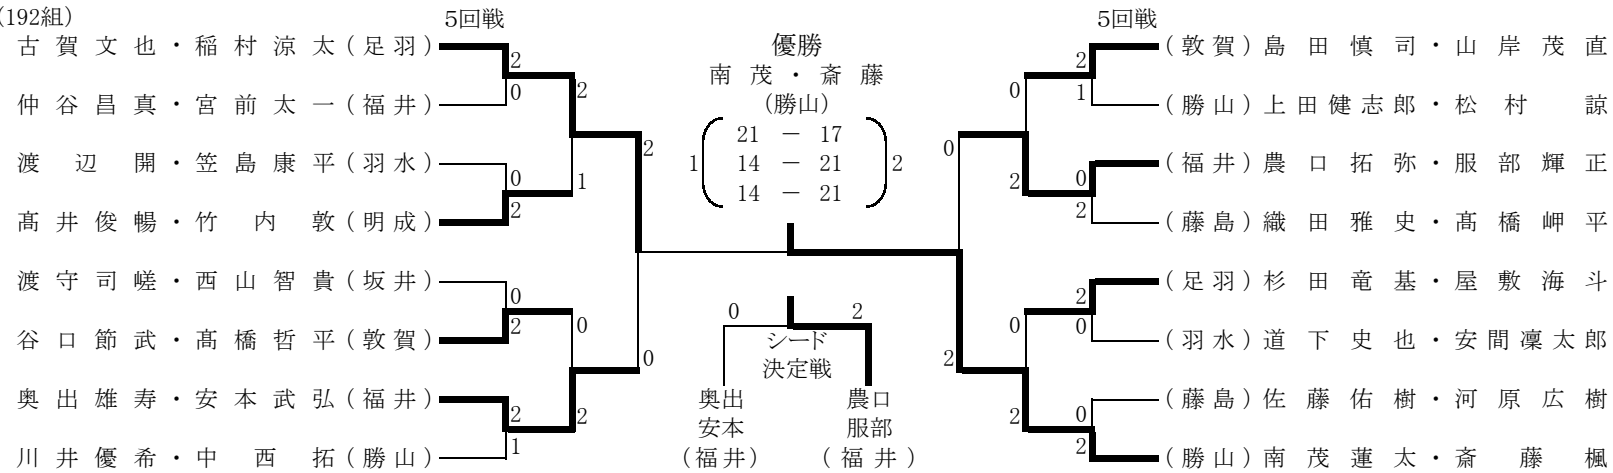 (192組)
5回戦
5回戦
古賀文也・稲村涼太(足羽)
2
0
仲谷昌真・宮前太一(福井)
2
渡辺開・笠島康平(羽水)
0
2
1
髙井俊暢・竹内敦(明成)
2
渡守司嵯・西山智貴(坂井)
0
2
0
谷口節武・髙橋哲平(敦賀)
0
奥出雄寿・安本武弘(福井)
2
1
2
川井優希・中西拓(勝山)
優勝
南茂・斎藤
(勝山)
21 － 17
1 14 － 21 2
14 － 21
0 2
シード
決定戦
奥出 農口
安本 服部
(福井) (福井)
(敦賀)島田慎司・山岸茂直
2
1
0
(勝山)上田健志郎・松村諒
0
(福井)農口拓弥・服部輝正
0
2
2
(藤島)織田雅史・髙橋岬平
(足羽)杉田竜基・屋敷海斗
2
0
0
(羽水)道下史也・安間凜太郎
2
(藤島)佐藤佑樹・河原広樹
0
2
2
(勝山)南茂蓮太・斎藤楓